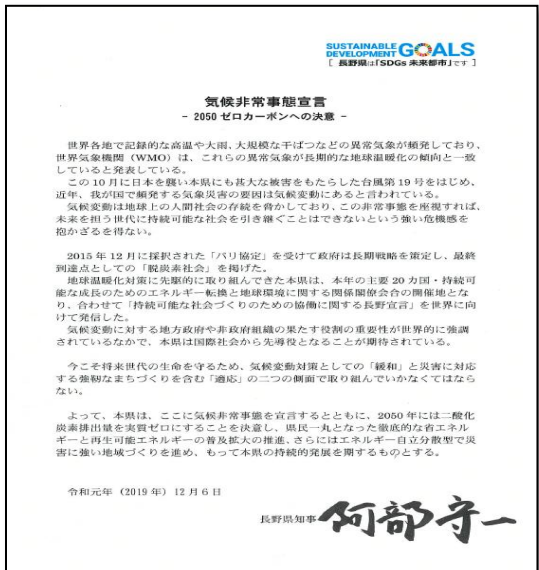 SUSTAINABLE
DEVELOPMENT GOALS
[ 長野県は「SDGs 未来都市」です ]
気候非常事態宣言
- 2050 ゼロカーボンへの決意 -
世界各地で記録的な高温や大雨、大規模な干ばつなどの異常気象が頻発しており、
世界気象機関（WMO）は、これらの異常気象が長期的な地球温暖化の傾向と一致
していると発表している。
この 10 月に日本を襲い本県にも甚大な被害をもたらした台風第 19 号をはじめ、
近年、我が国で頻発する気象災害の要因は気候変動にあると言われている。
気候変動は地球上の人間社会の存続を脅かしており、この非常事態を座視すれば、
未来を担う世代に持続可能な社会を引き継ぐことはできないという強い危機感を
抱かざるを得ない。
2015 年 12 月に採択された「パリ協定」を受けて政府は長期戦略を策定し、最終
到達点としての「脱炭素社会」を掲げた。
地球温暖化対策に先駆的に取り組んできた本県は、本年の主要 20 カ国・持続可
能な成長のためのエネルギー転換と地球環境に関する関係閣僚会合の開催地とな
り、合わせて「持続可能な社会づくりのための協働に関する長野宣言」を世界に向
けて発信した。
気候変動に対する地方政府や非政府組織の果たす役割の重要性が世界的に強調
されているなかで、本県は国際社会から先導役となることが期待されている。
今こそ将来世代の生命を守るため、気候変動対策としての「緩和」と災害に対応
する強靭なまちづくりを含む「適応」の二つの側面で取り組んでいかなくてはなら
ない。
よって、本県は、ここに気候非常事態を宣言するとともに、2050 年には二酸化
炭素排出量を実質ゼロにすることを決意し、県民一丸となった徹底的な省エネル
ギーと再生可能エネルギーの普及拡大の推進、さらにはエネルギー自立分散型で災
害に強い地域づくりを進め、もって本県の持続的発展を期するものとする。
令和元年（2019 年）12 月 6 日
長野県知事 阿部守一